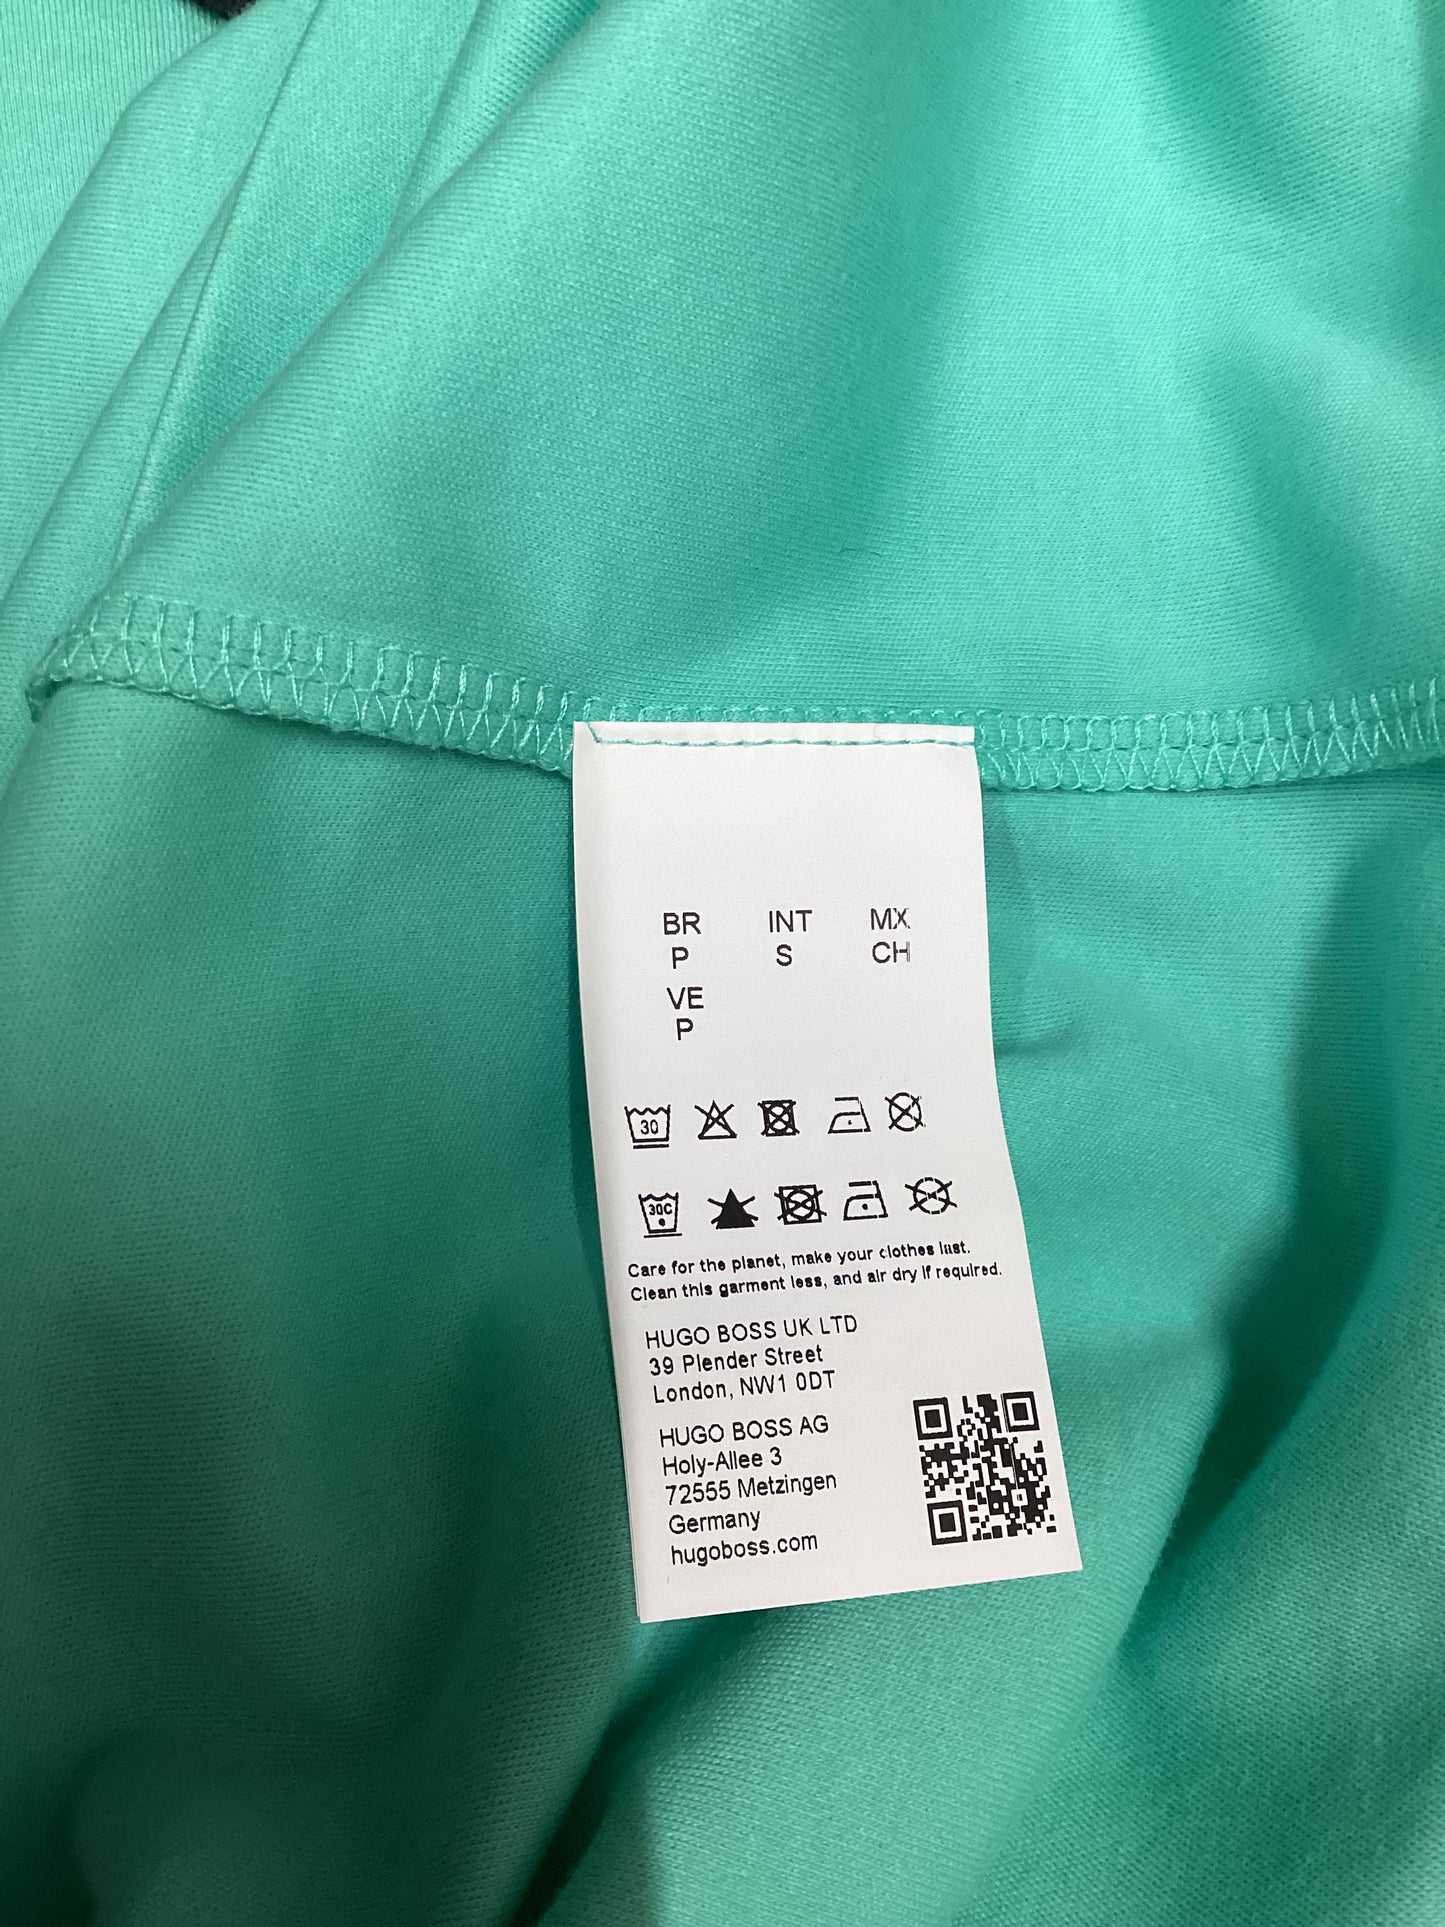 BR INT MX
P S CH
VE
P
30
30C
Care for the planet, make your clothes last.
Clean this garment less, and air dry if required.
HUGO BOSS UK LTD
39 Plender Street
London, NW1 0DT
HUGO BOSS AG
Holy-Allee 3
72555 Metzingen
Germany
hugoboss.com